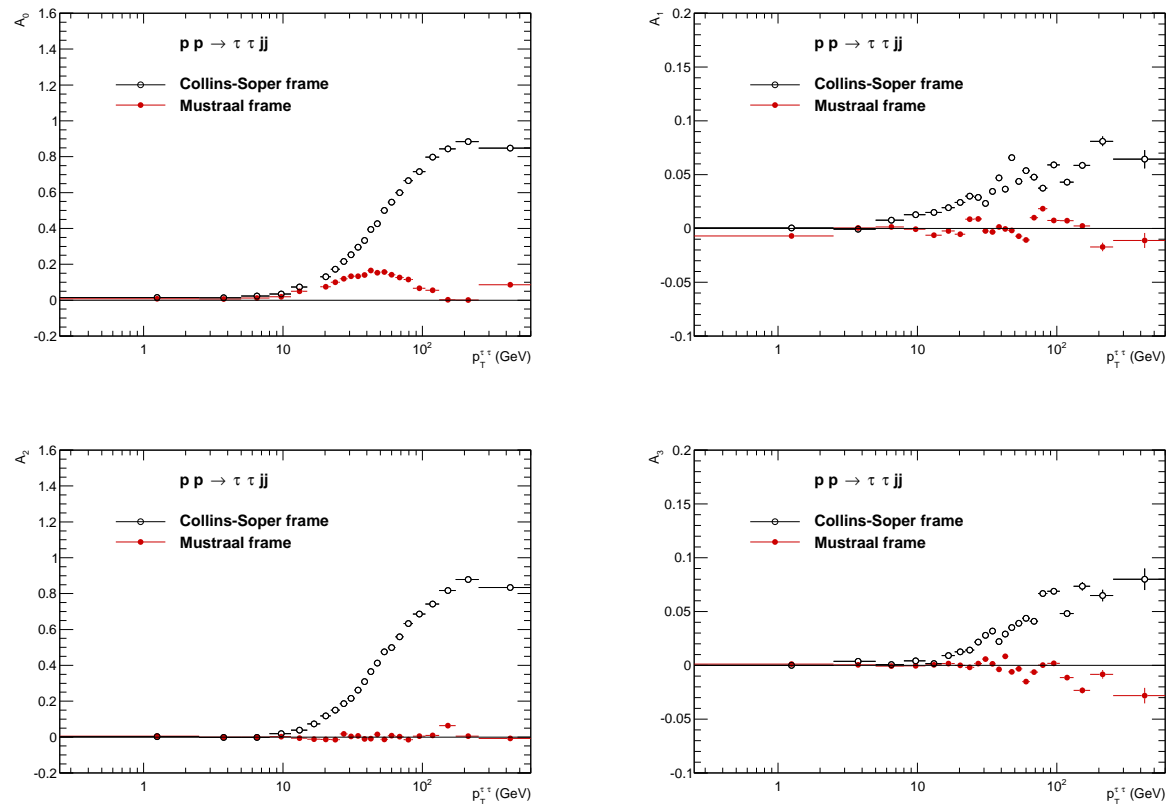 A0
1.6
p p → τ τ jj
1.4
1.2
Collins-Soper frame
1
Mustraal frame
0.8
0.6
0.4
0.2
0
-0.2
1
10
10²
p_T^ττ (GeV)
A1
0.2
p p → τ τ jj
0.15
Collins-Soper frame
Mustraal frame
0.1
0.05
0
-0.05
-0.1
1
10
10²
p_T^ττ (GeV)
A2
1.6
p p → τ τ jj
1.4
1.2
Collins-Soper frame
Mustraal frame
1
0.8
0.6
0.4
0.2
0
-0.2
1
10
10²
p_T^ττ (GeV)
A3
0.2
p p → τ τ jj
0.15
Collins-Soper frame
Mustraal frame
0.1
0.05
0
-0.05
-0.1
1
10
10²
p_T^ττ (GeV)